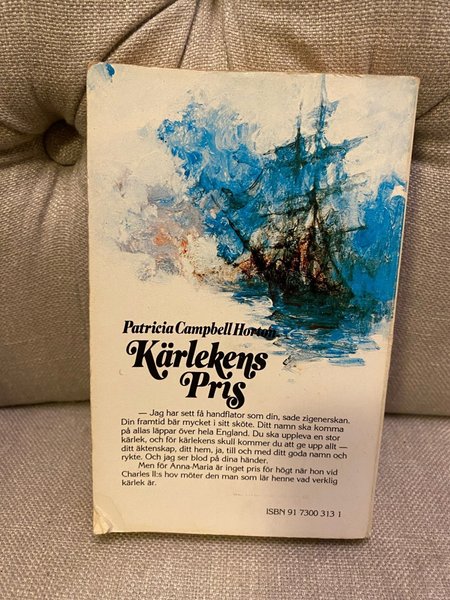 Patricia Campbell Horton
Kärlekens
Pris
— Jag har sett få handflator som din, sade zigenerskan.
Din framtid bär mycket i sitt sköte. Ditt namn ska komma
på allas läppar över hela England. Du ska uppleva en stor
kärlek, och för kärlekens skull kommer du att ge upp allt —
ditt äktenskap, ditt hem, ja, till och med ditt goda namn och
rykte. Och jag ser blod på dina händer.
Men för Anna-Maria är inget pris för högt när hon vid
Charles II:s hov möter den man som lär henne vad verklig
kärlek är.
ISBN 91 7300 313 1